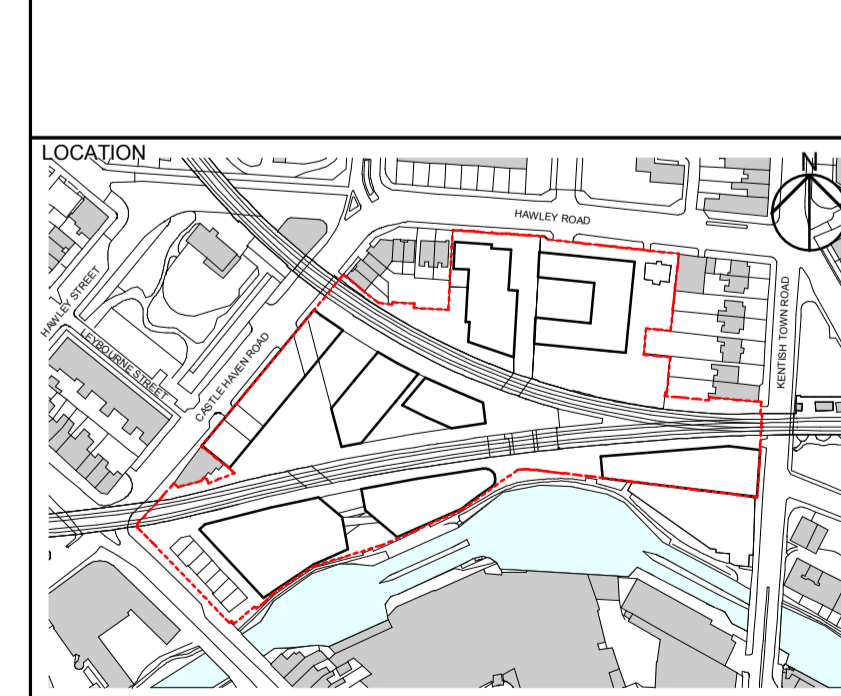 LOCATION
N
HAWLEY ROAD
HAWLEY STREET
LEYBOURNE STREET
CASTLE HAVEN ROAD
KENTISH TOWN ROAD